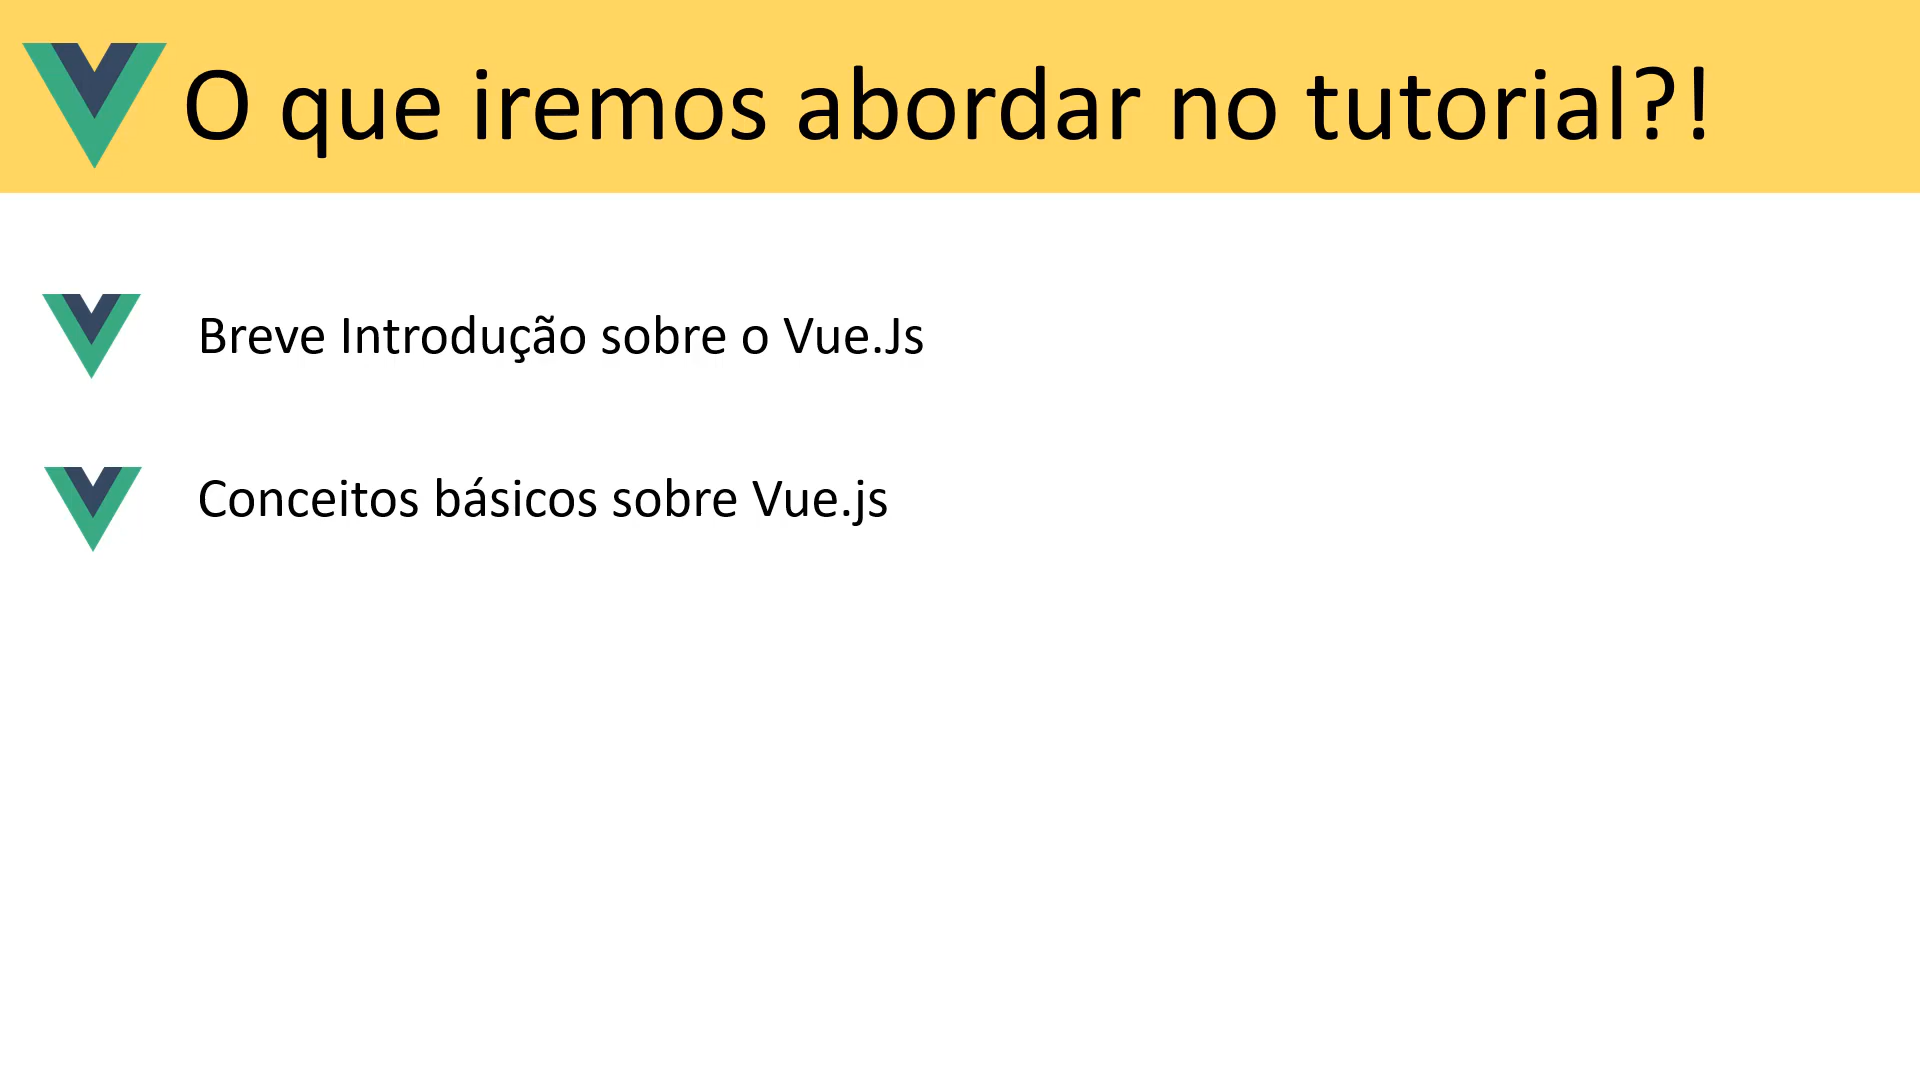 O que iremos abordar no tutorial?!
Breve Introdução sobre o Vue.Js
Conceitos básicos sobre Vue.js